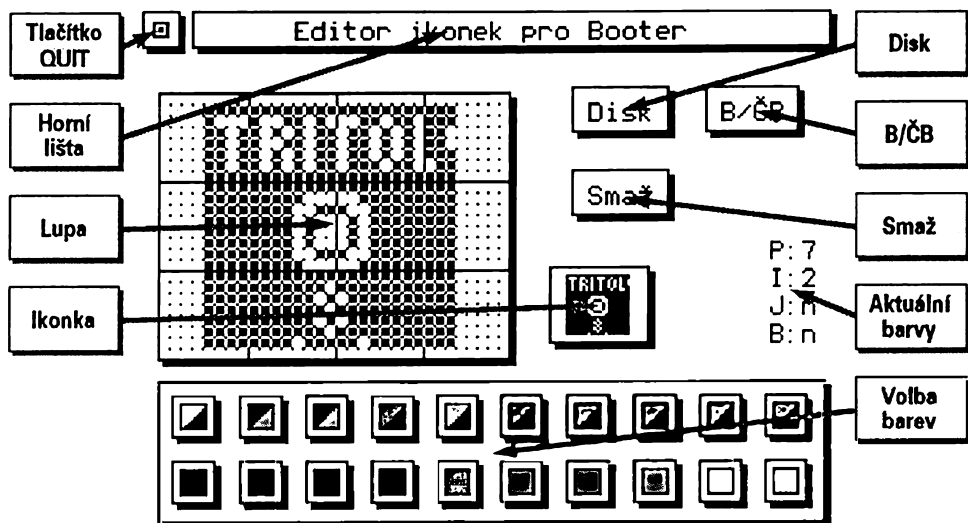 Tlačítko
QUIT
Editor ikonek pro Booter
Disk
Horní
lišta
Disk
B/ČB
B/ČB
Lupa
Smaž
Smaž
P:7
I:2
J:n
B:n
Ikonka
TRITOL
Aktuální
barvy
Volba
barev